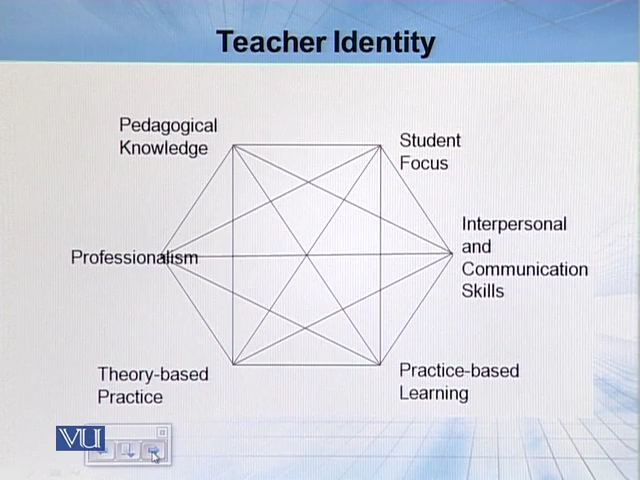 Teacher Identity
Pedagogical
Knowledge
Student
Focus
Interpersonal
and
Communication
Skills
Professionalism
Theory-based
Practice
Practice-based
Learning
VU